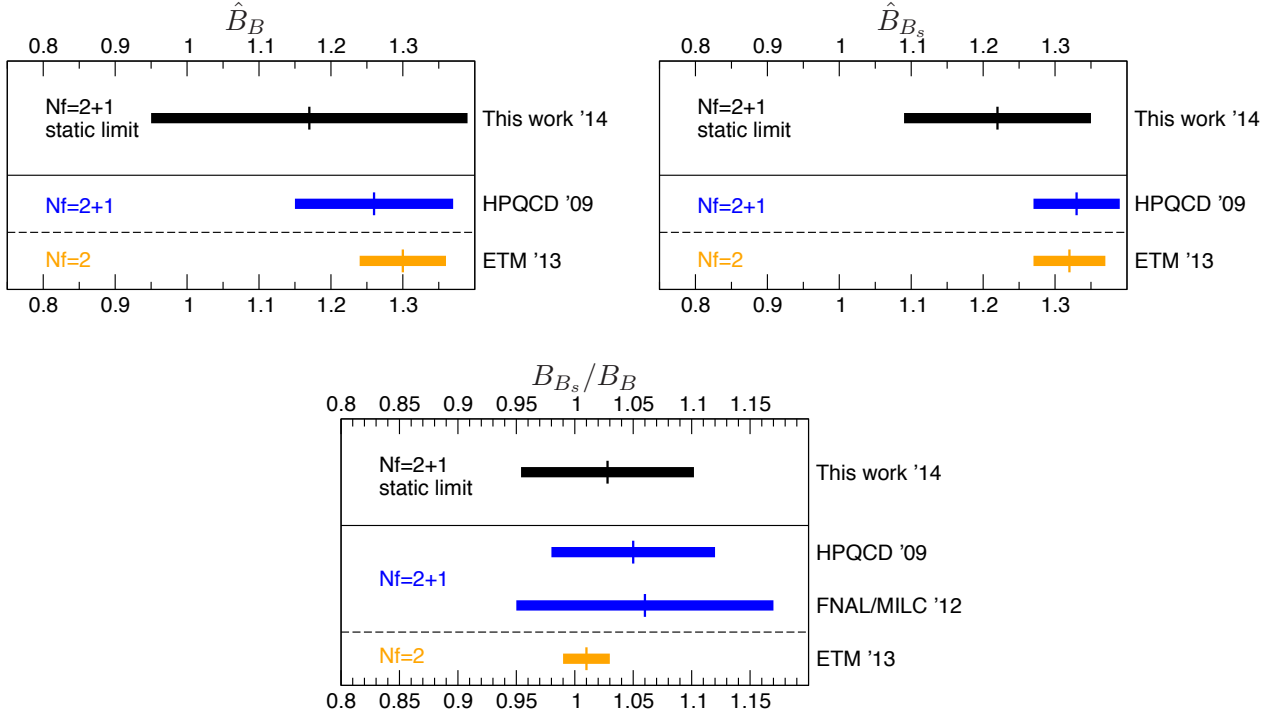 B̂_B
0.8 0.9 1 1.1 1.2 1.3
Nf=2+1
static limit
This work '14
Nf=2+1
HPQCD '09
Nf=2
ETM '13
0.8 0.9 1 1.1 1.2 1.3
B̂_{B_s}
0.8 0.9 1 1.1 1.2 1.3
Nf=2+1
static limit
This work '14
Nf=2+1
HPQCD '09
Nf=2
ETM '13
0.8 0.9 1 1.1 1.2 1.3
B_{B_s}/B_B
0.8 0.85 0.9 0.95 1 1.05 1.1 1.15
Nf=2+1
static limit
This work '14
HPQCD '09
Nf=2+1
FNAL/MILC '12
Nf=2
ETM '13
0.8 0.85 0.9 0.95 1 1.05 1.1 1.15